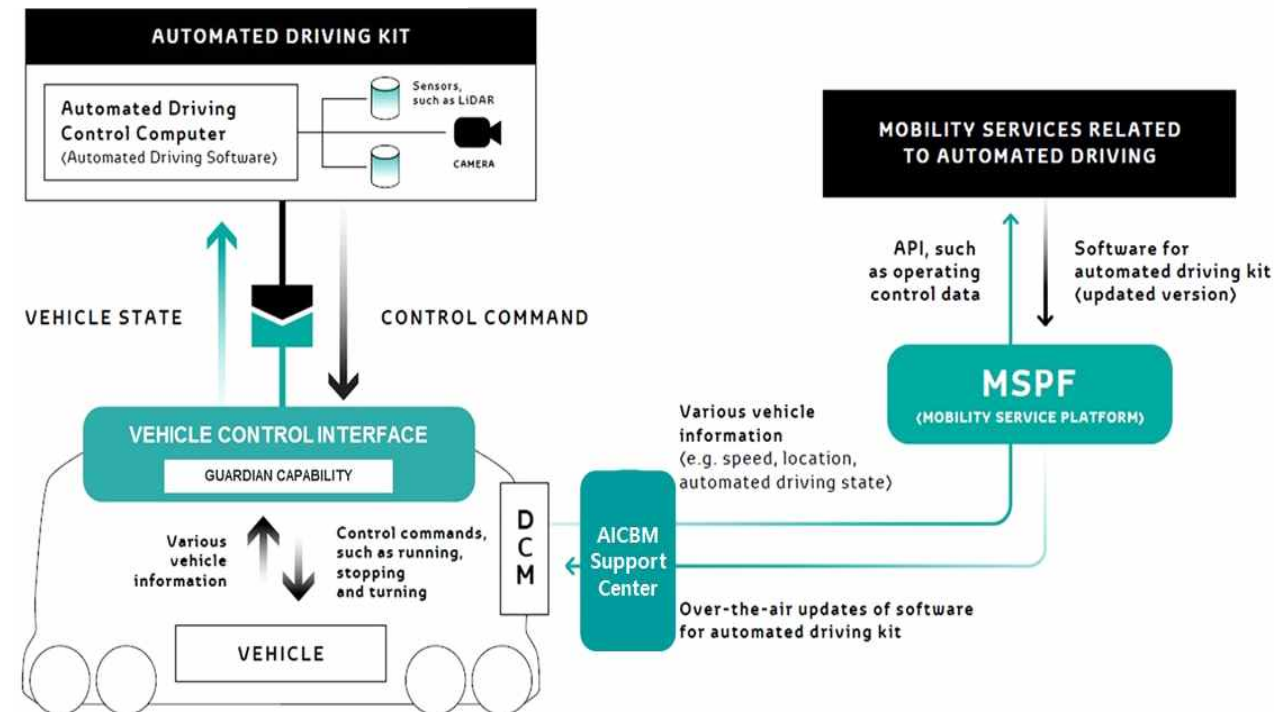 AUTOMATED DRIVING KIT
Automated Driving
Control Computer
(Automated Driving Software)
Sensors,
such as LiDAR
CAMERA
MOBILITY SERVICES RELATED
TO AUTOMATED DRIVING
VEHICLE STATE
CONTROL COMMAND
API, such
as operating
control data
Software for
automated driving kit
(updated version)
MSPF
(MOBILITY SERVICE PLATFORM)
VEHICLE CONTROL INTERFACE
GUARDIAN CAPABILITY
Various
vehicle
information
Control commands,
such as running,
stopping
and turning
VEHICLE
D
C
M
AICBM
Support
Center
Various vehicle
information
(e.g. speed, location,
automated driving state)
Over-the-air updates of software
for automated driving kit